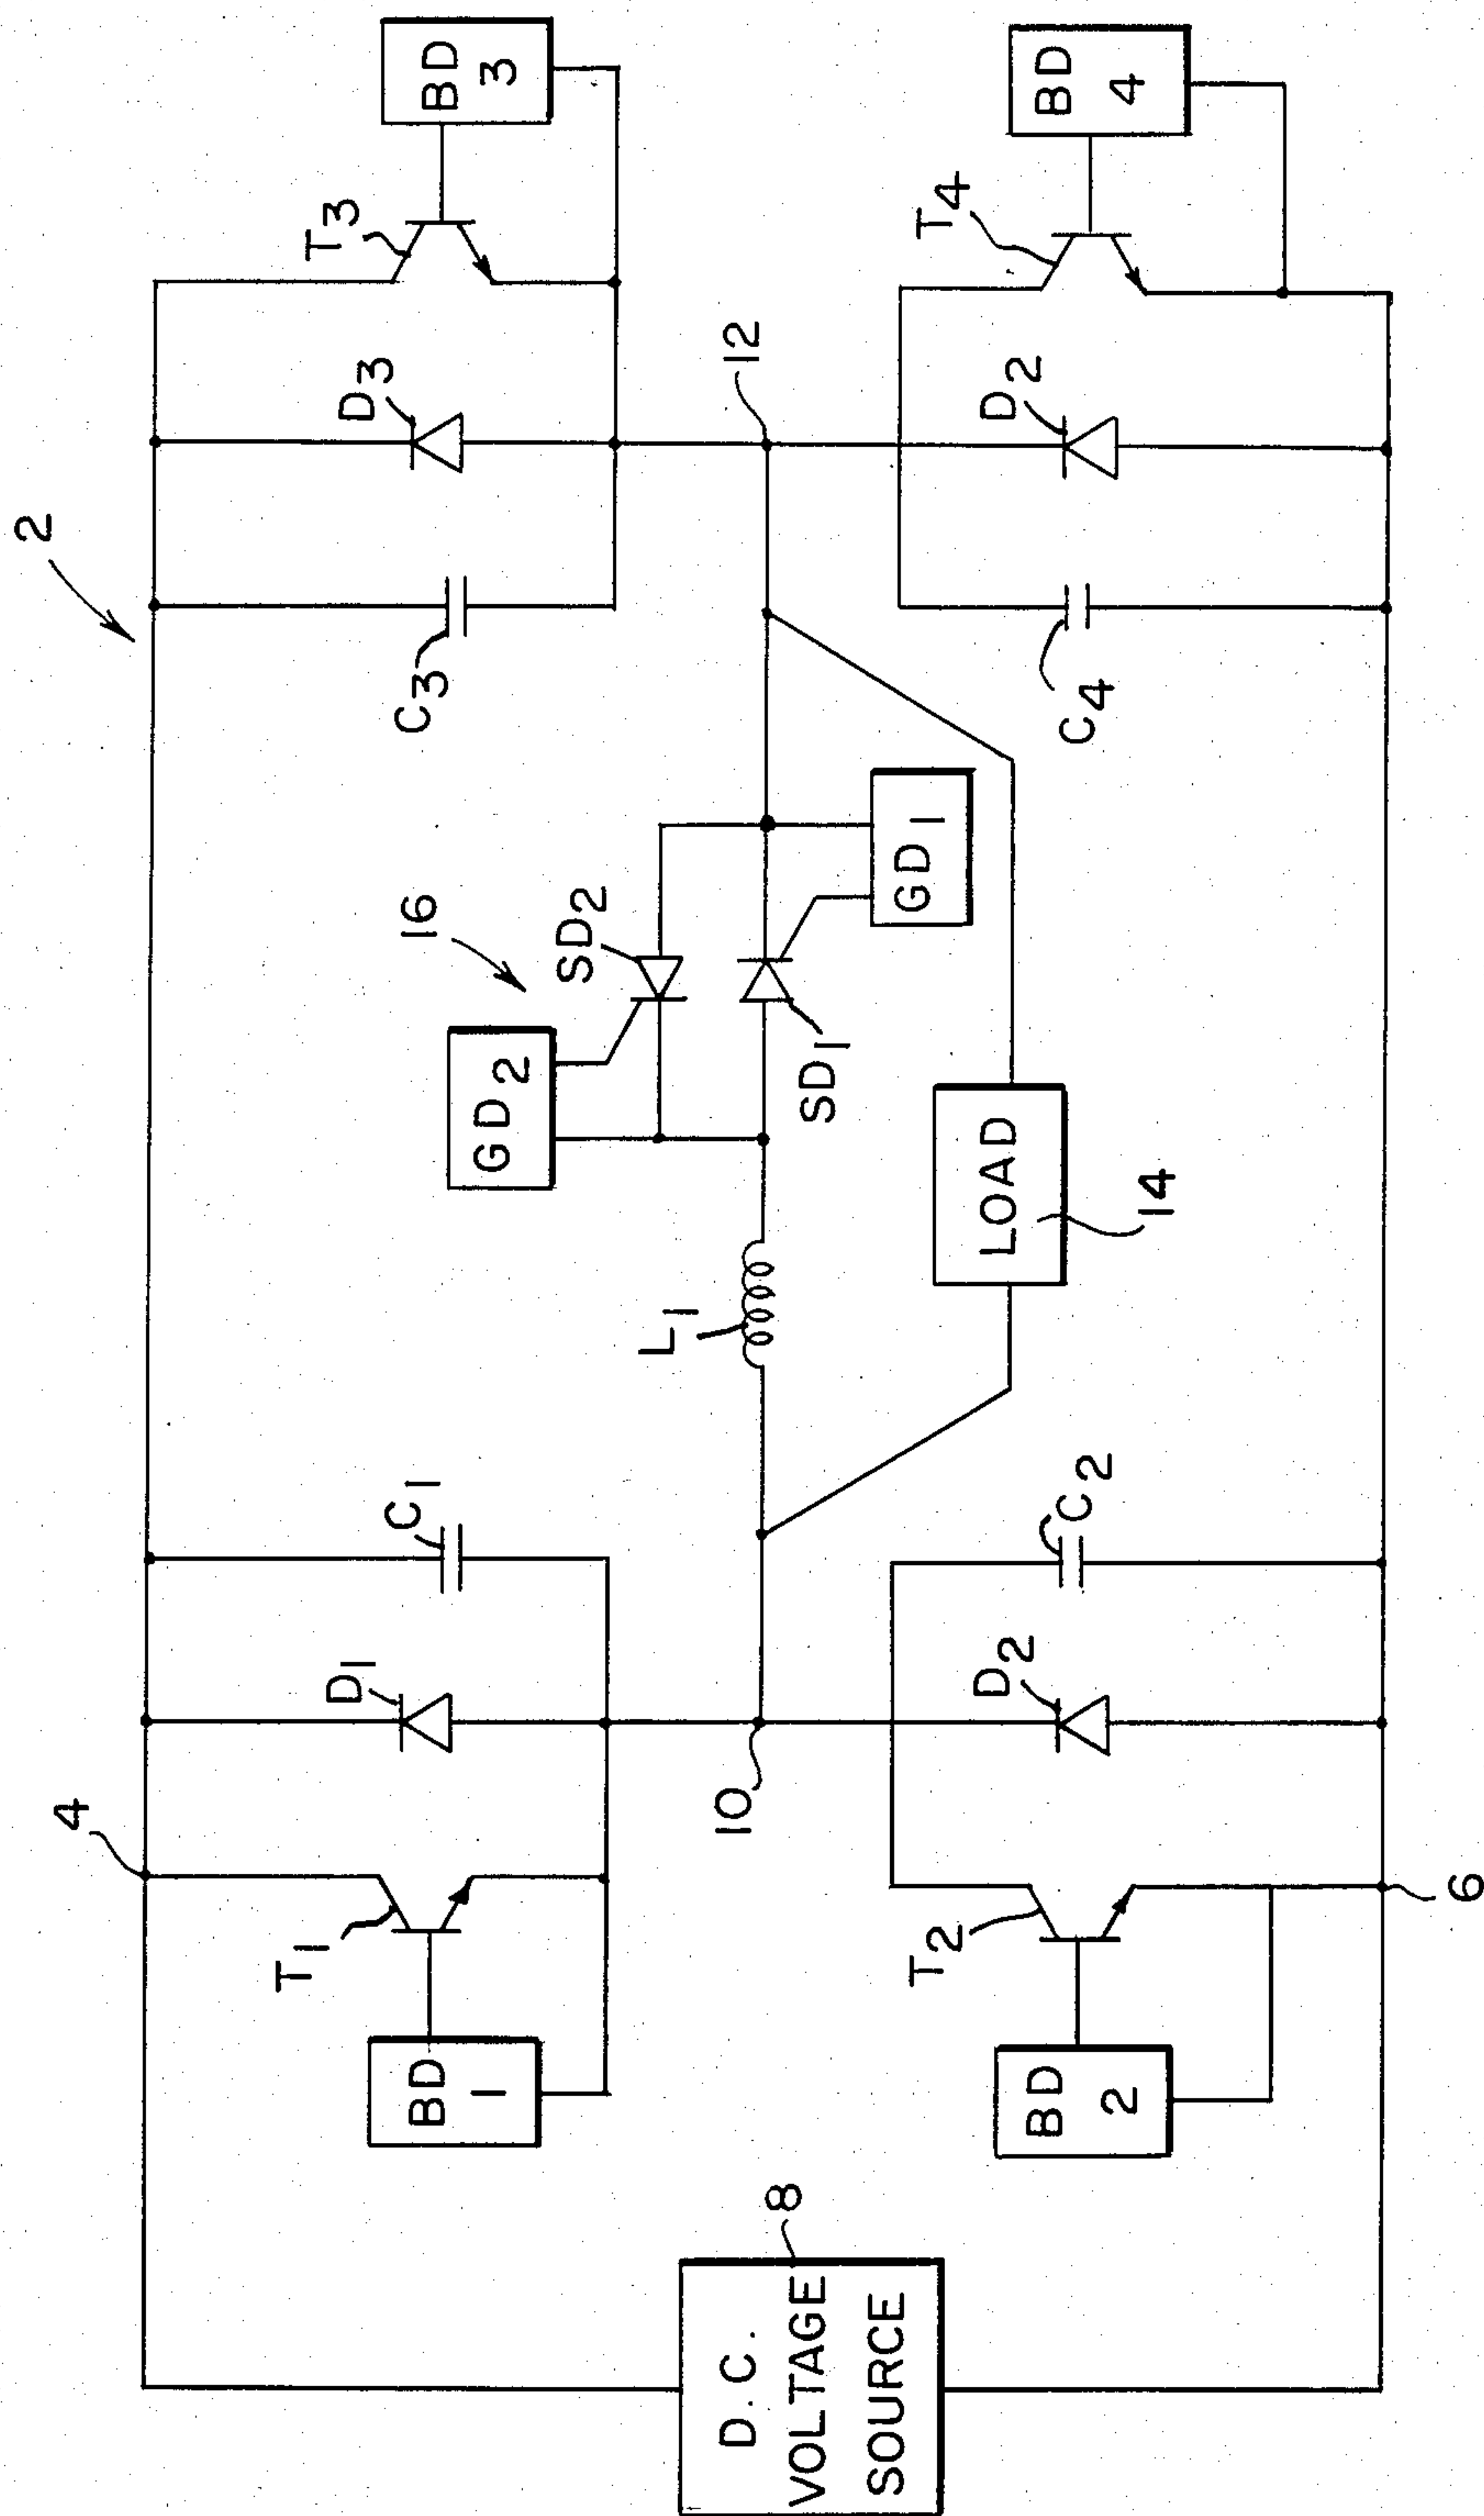 2
4
T1
BD
1
D1
C1
C3
D3
T3
BD
3
16
GD2
SD2
L1
SD1
GD1
10
12
LOAD
14
D.C.
VOLTAGE
SOURCE
8
T2
BD
2
D2
C2
C4
D2
T4
BD
4
6